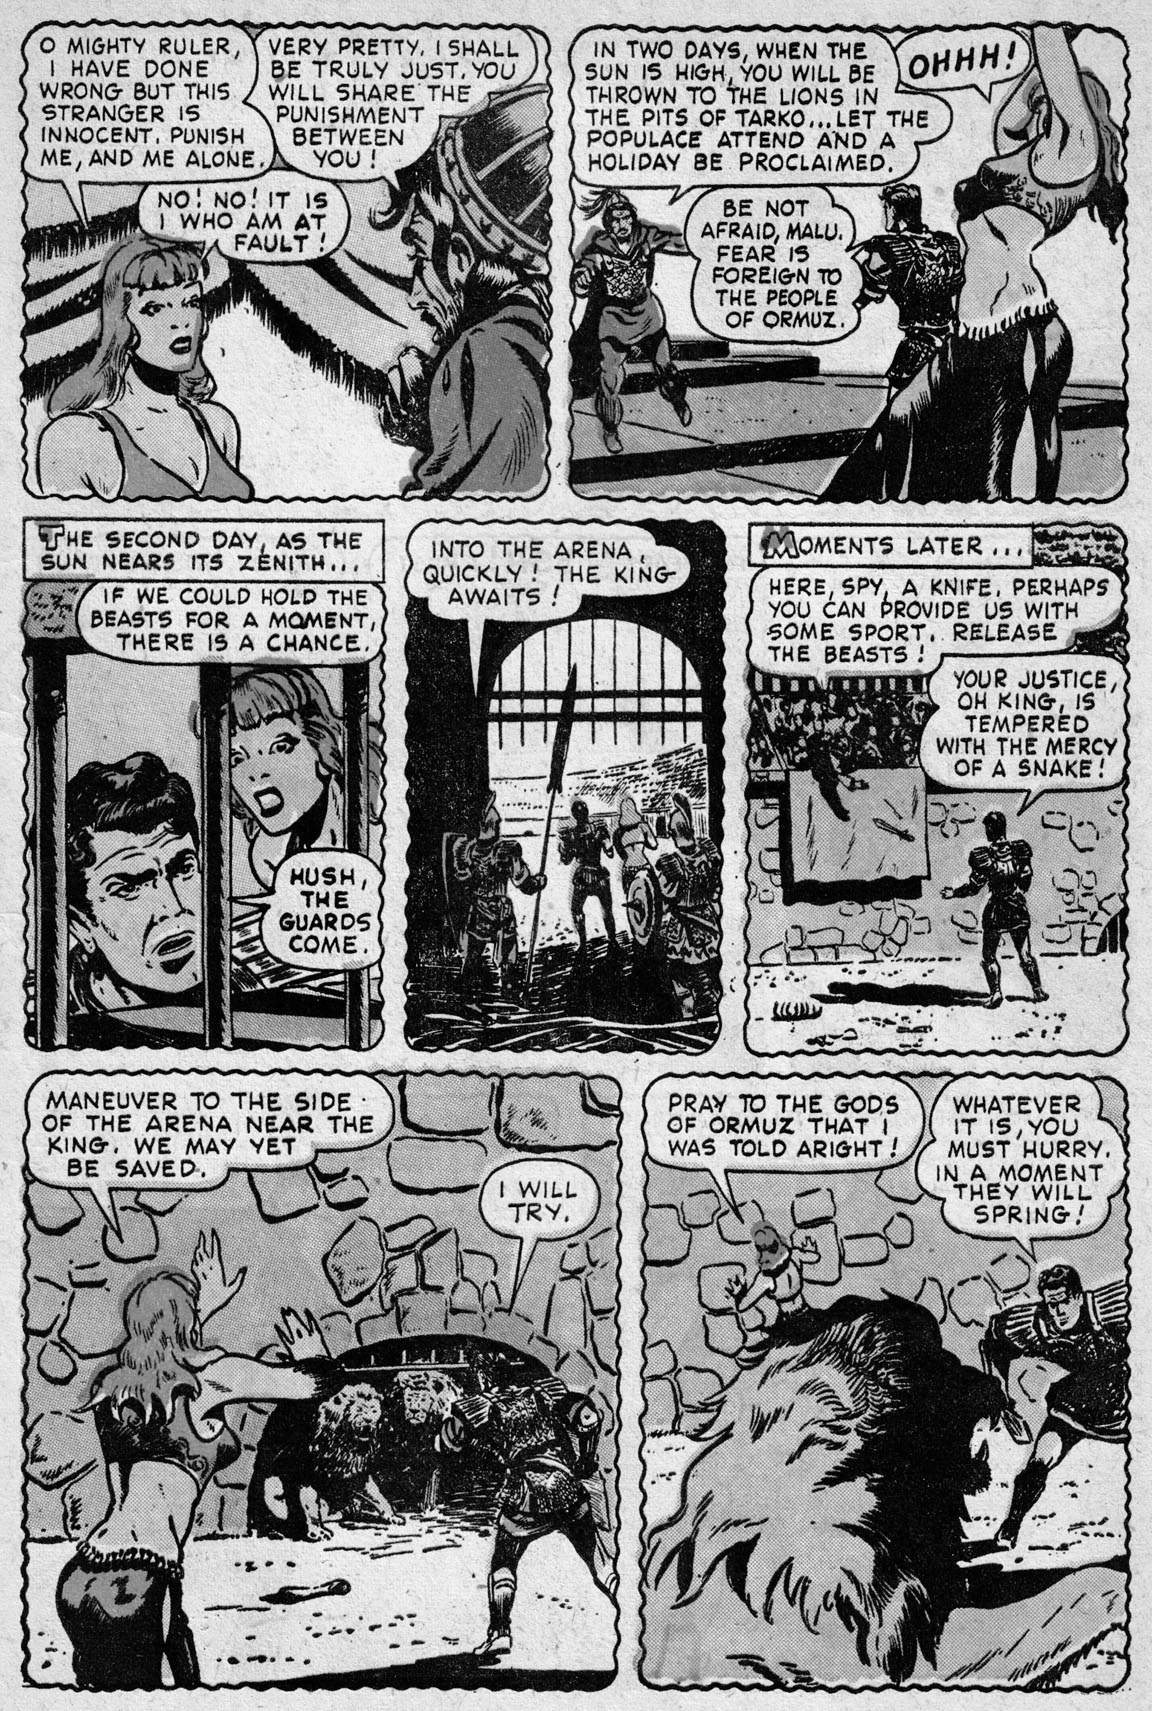 O MIGHTY RULER,
I HAVE DONE
WRONG BUT THIS
STRANGER IS
INNOCENT. PUNISH
ME, AND ME ALONE.
VERY PRETTY. I SHALL
BE TRULY JUST. YOU
WILL SHARE THE
PUNISHMENT
BETWEEN
YOU!
NO! NO! IT IS
I WHO AM AT
FAULT!
IN TWO DAYS, WHEN THE
SUN IS HIGH, YOU WILL BE
THROWN TO THE LIONS IN
THE PITS OF TARKO...LET THE
POPULACE ATTEND AND A
HOLIDAY BE PROCLAIMED.
OHHH!
BE NOT
AFRAID, MALU.
FEAR IS
FOREIGN TO
THE PEOPLE
OF ORMUZ.
THE SECOND DAY, AS THE
SUN NEARS ITS ZENITH...
IF WE COULD HOLD THE
BEASTS FOR A MOMENT,
THERE IS A CHANCE.
HUSH,
THE
GUARDS
COME.
INTO THE ARENA,
QUICKLY! THE KING
AWAITS!
MOMENTS LATER...
HERE, SPY, A KNIFE. PERHAPS
YOU CAN PROVIDE US WITH
SOME SPORT. RELEASE
THE BEASTS!
YOUR JUSTICE,
OH KING, IS
TEMPERED
WITH THE MERCY
OF A SNAKE!
MANEUVER TO THE SIDE
OF THE ARENA NEAR THE
KING. WE MAY YET
BE SAVED.
I WILL
TRY.
PRAY TO THE GODS
OF ORMUZ THAT I
WAS TOLD ARIGHT!
WHATEVER
IT IS, YOU
MUST HURRY.
IN A MOMENT
THEY WILL
SPRING!